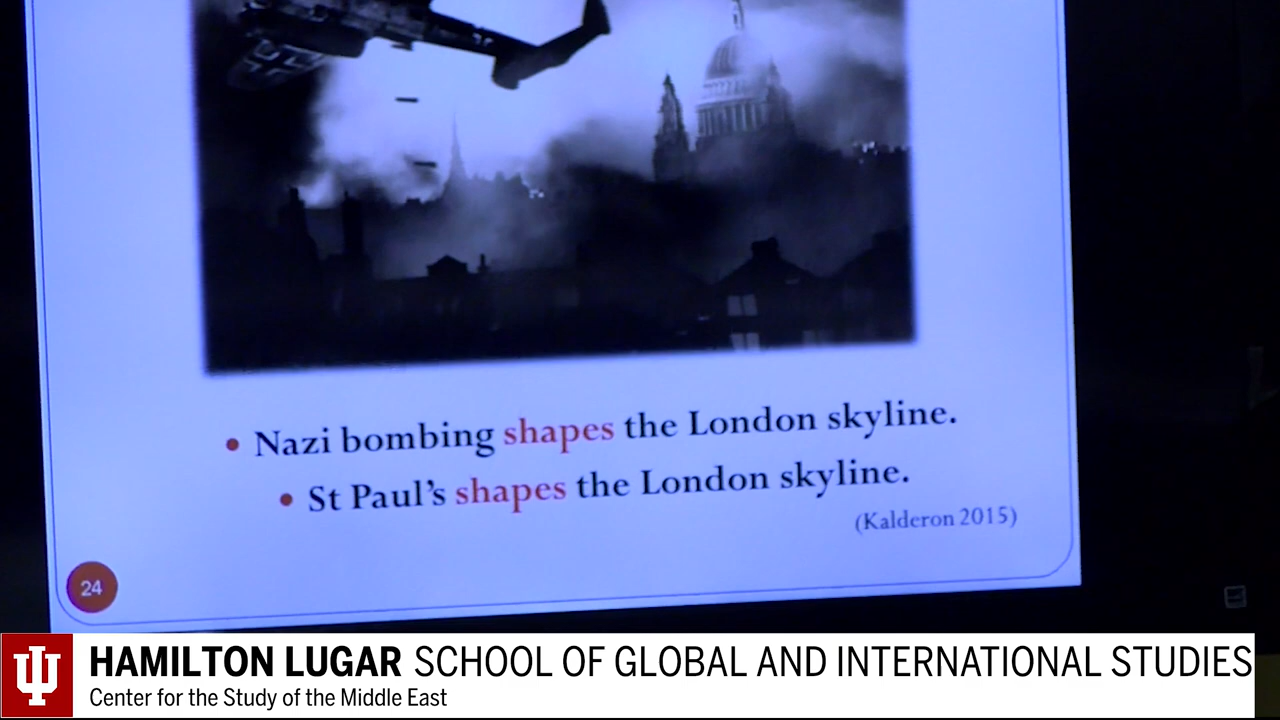 • Nazi bombing shapes the London skyline.
• St Paul's shapes the London skyline.
(Kalderon 2015)
24
HAMILTON LUGAR SCHOOL OF GLOBAL AND INTERNATIONAL STUDIES
Center for the Study of the Middle East